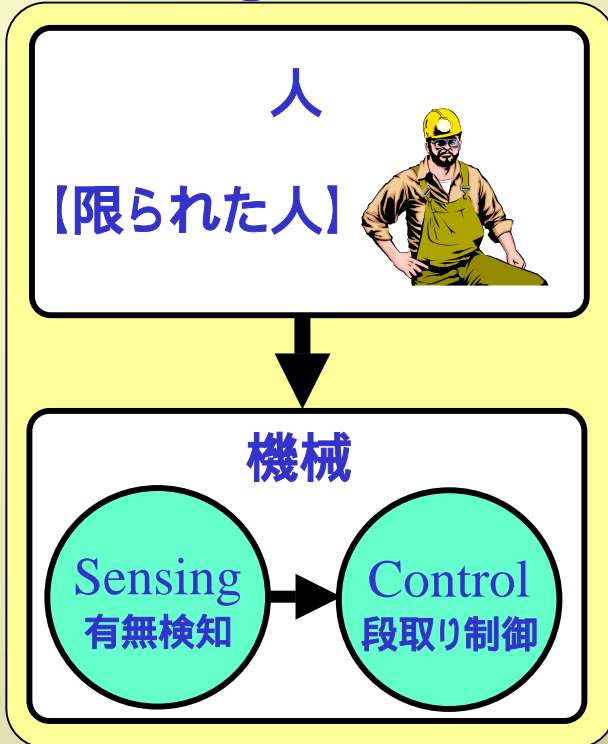 人
【限られた人】
機械
Sensing
有無検知
Control
段取り制御